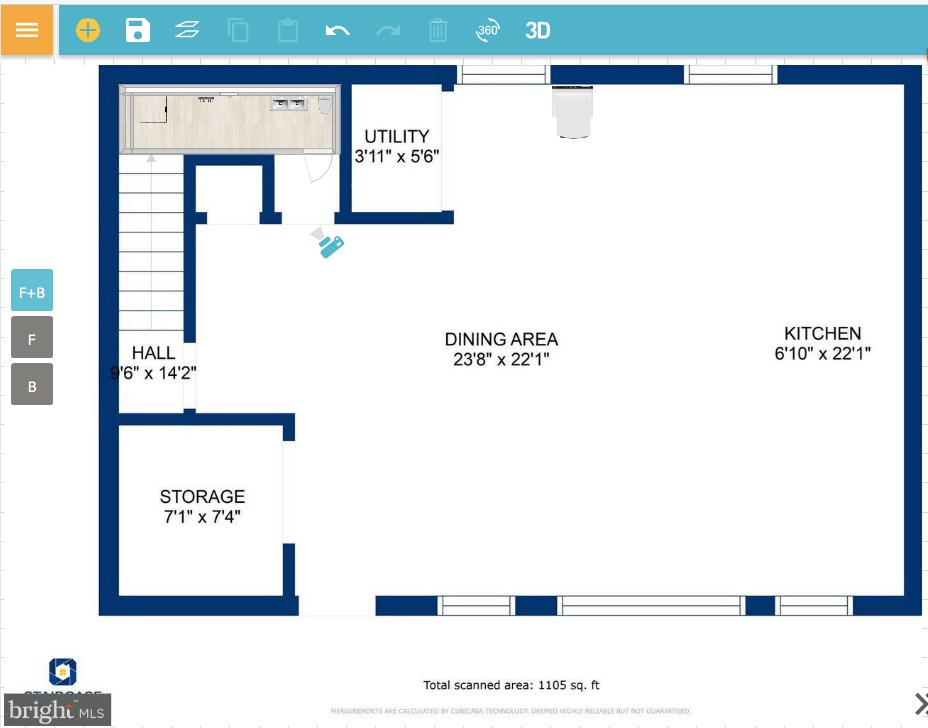 360°
3D
UTILITY
3'11" x 5'6"
F+B
F
B
HALL
9'6" x 14'2"
DINING AREA
23'8" x 22'1"
KITCHEN
6'10" x 22'1"
STORAGE
7'1" x 7'4"
Total scanned area: 1105 sq. ft
MEASUREMENTS ARE CALCULATED BY CUBICASA TECHNOLOGY. DEEMED HIGHLY RELIABLE BUT NOT GUARANTEED.
STAIRCASE
bright MLS